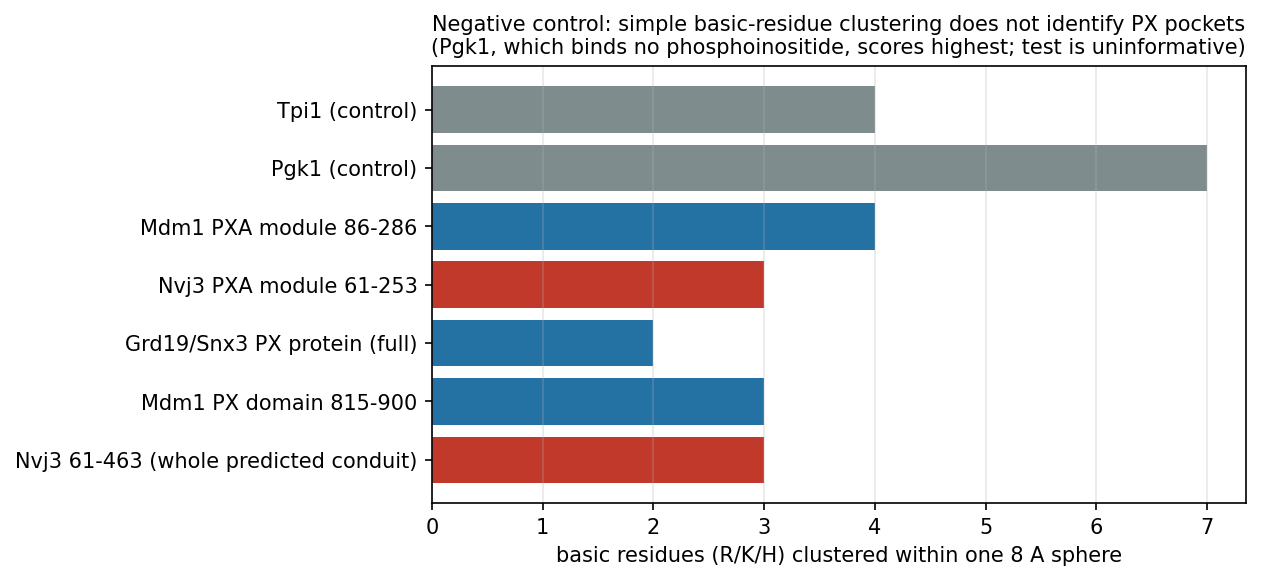 Negative control: simple basic-residue clustering does not identify PX pockets
(Pgk1, which binds no phosphoinositide, scores highest; test is uninformative)
Tpi1 (control)
Pgk1 (control)
Mdm1 PXA module 86-286
Nvj3 PXA module 61-253
Grd19/Snx3 PX protein (full)
Mdm1 PX domain 815-900
Nvj3 61-463 (whole predicted conduit)
0 1 2 3 4 5 6 7
basic residues (R/K/H) clustered within one 8 A sphere